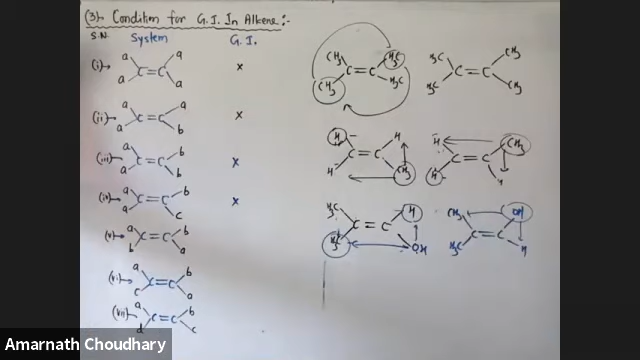 (3)- Condition for G. I. In Alkene :-
S.N. System G. I.
(i)→ a a C=C a a ×
(ii)→ a a C=C a b ×
(iii)→ a a C=C b b ×
(iv)→ a a C=C b c ×
(v)→ a b C=C b a
(vi)→ a c C=C b a
(vii)→ a d C=C b c
CH₃ CH₃ C=C H₃C H₃C
H₃C H₃C C=C CH₃ CH₃
H H C=C H CH₃
H H C=C CH₃ H
H₃C H₃C C=C H OH
CH₃ H₃C C=C OH H
Amarnath Choudhary